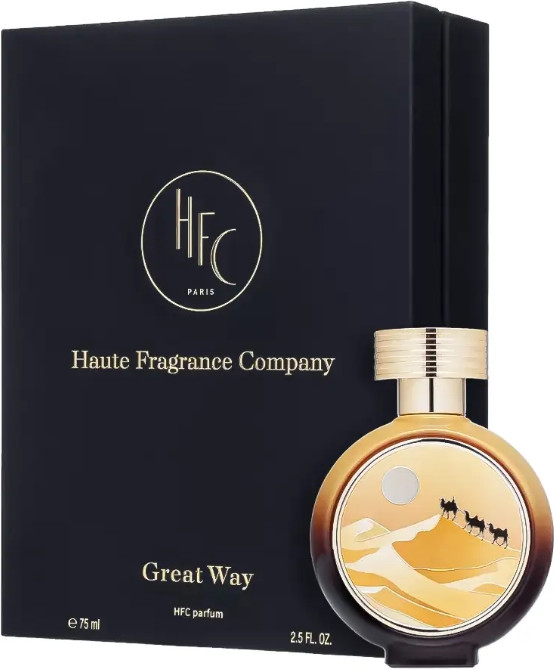 HFC
PARIS
Haute Fragrance Company
Great Way
HFC parfum
℮ 75 ml
2.5 FL. OZ.